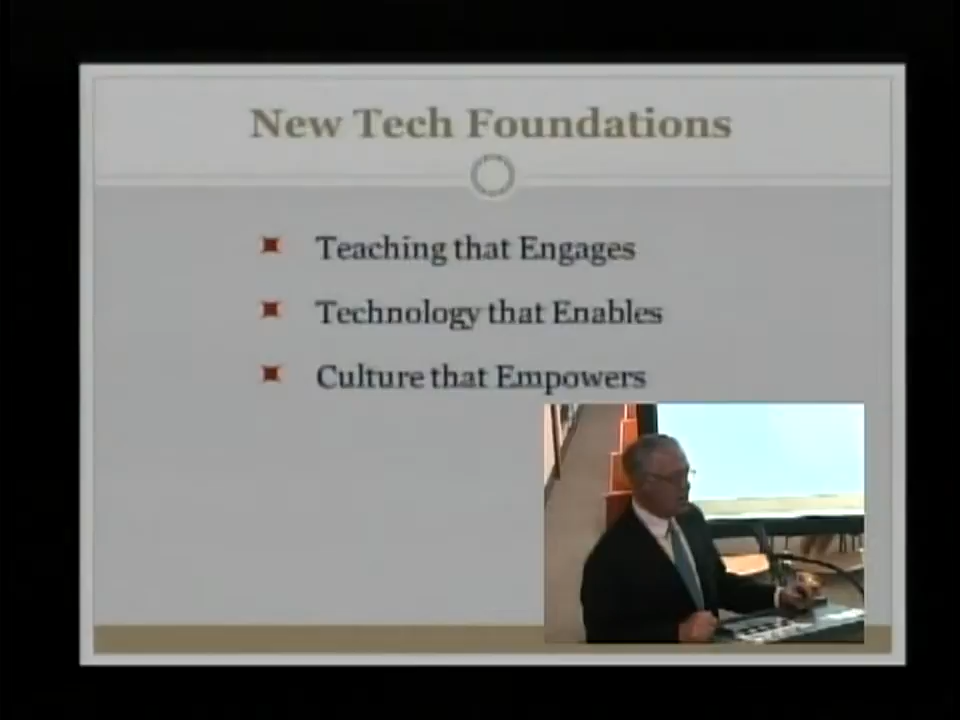 New Tech Foundations
Teaching that Engages
Technology that Enables
Culture that Empowers